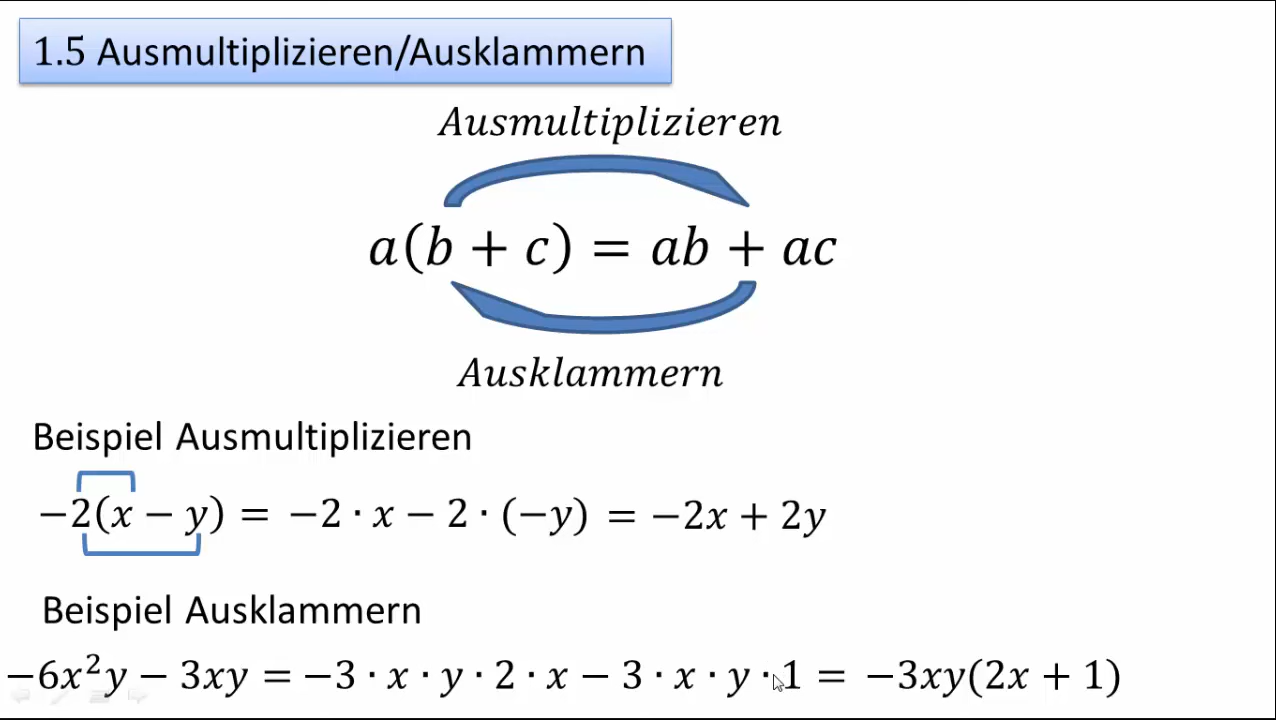 1.5 Ausmultiplizieren/Ausklammern
Ausmultiplizieren
a(b + c) = ab + ac
Ausklammern
Beispiel Ausmultiplizieren
−2(x − y) = −2 · x − 2 · (−y) = −2x + 2y
Beispiel Ausklammern
−6x²y − 3xy = −3 · x · y · 2 · x − 3 · x · y · 1 = −3xy(2x + 1)